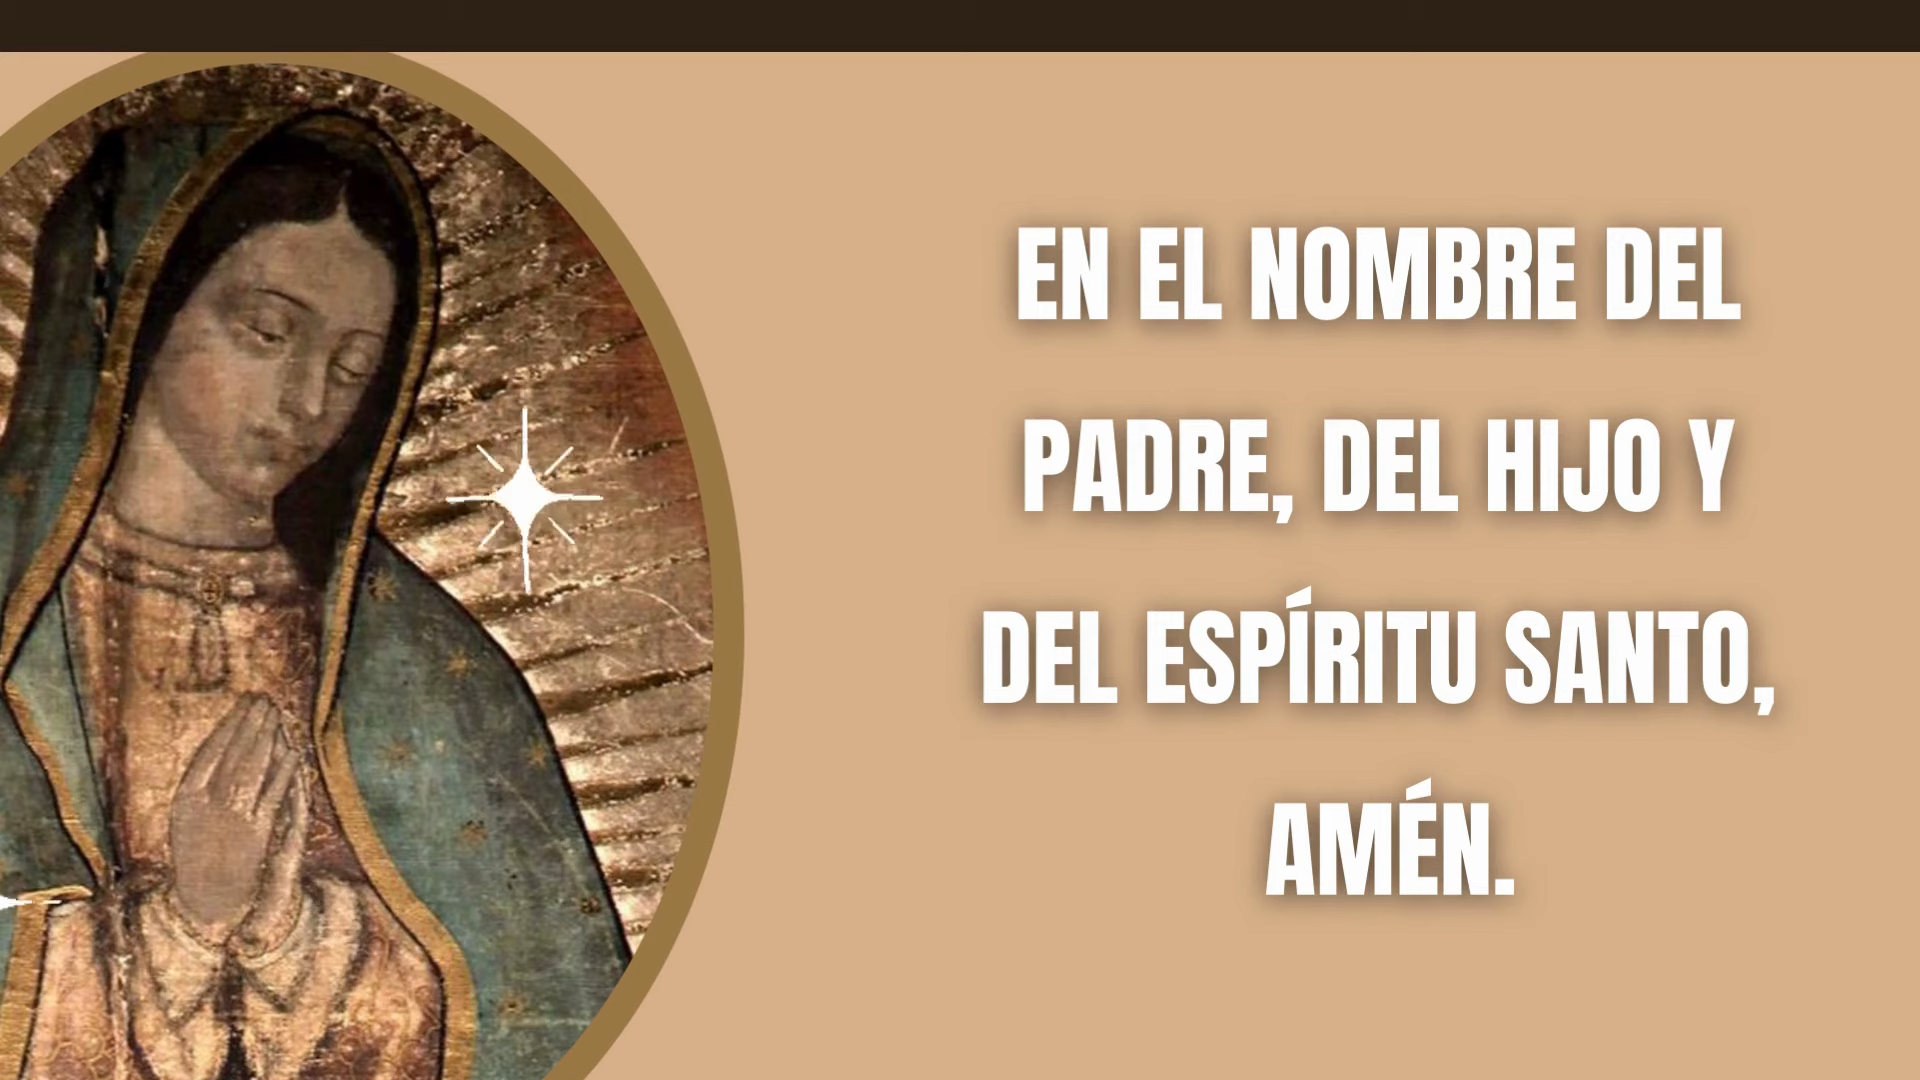 EN EL NOMBRE DEL
PADRE, DEL HIJO Y
DEL ESPÍRITU SANTO,
AMÉN.